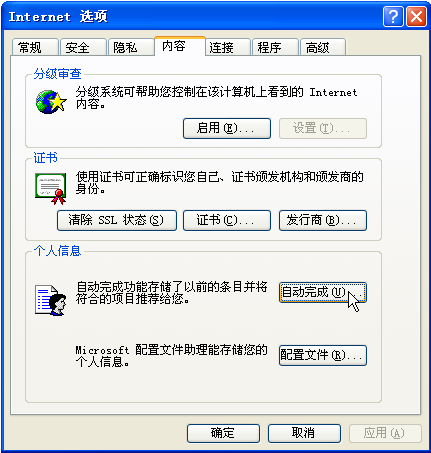 Internet 选项
常规 安全 隐私 内容 连接 程序 高级
分级审查
分级系统可帮助您控制在该计算机上看到的 Internet
内容。
启用(E)... 设置(T)...
证书
使用证书可正确标识您自己、证书颁发机构和颁发商的
身份。
清除 SSL 状态(S) 证书(C)... 发行商(B)...
个人信息
自动完成功能存储了以前的条目并将
符合的项目推荐给您。
自动完成(U)...
Microsoft 配置文件助理能存储您的
个人信息。
配置文件(R)...
确定 取消 应用(A)